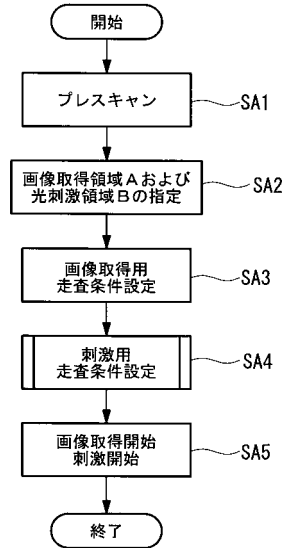 開始
プレスキャン
SA1
画像取得領域Aおよび
光刺激領域Bの指定
SA2
画像取得用
走査条件設定
SA3
刺激用
走査条件設定
SA4
画像取得開始
刺激開始
SA5
終了